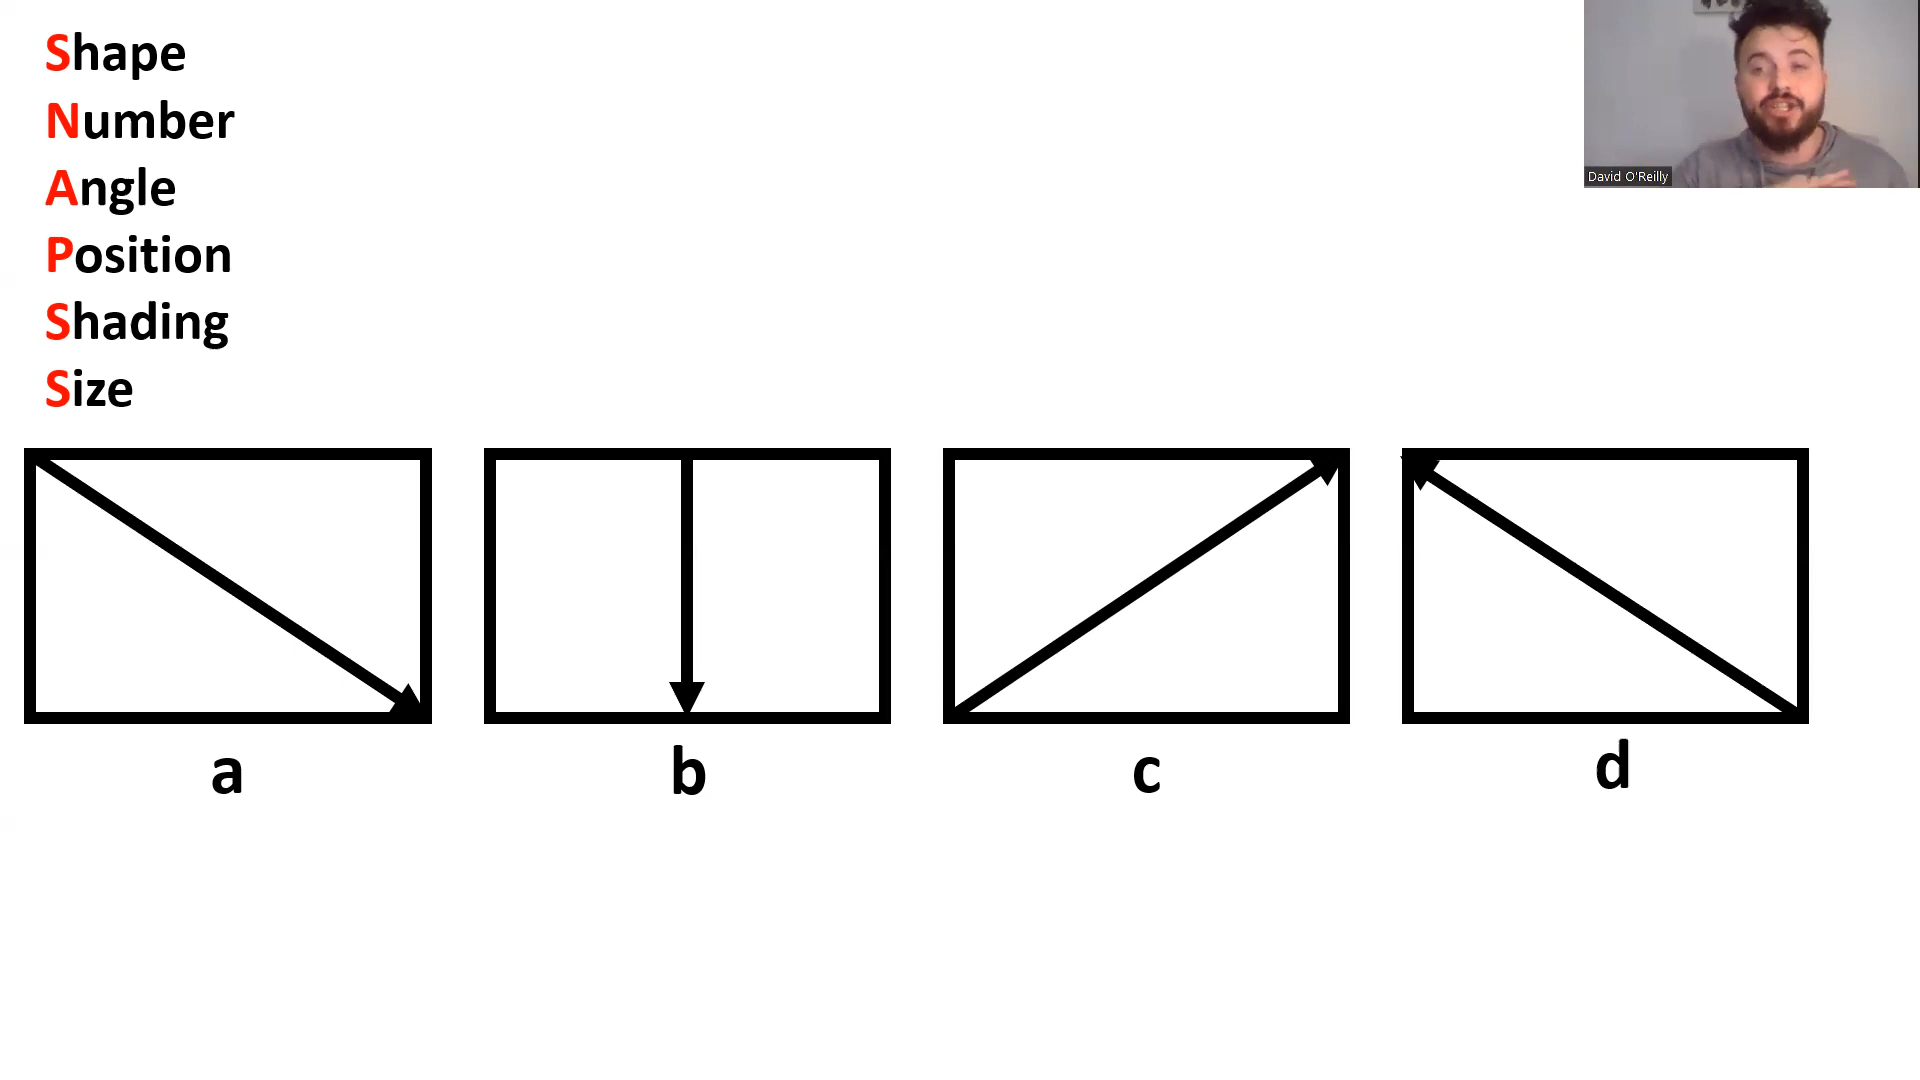 Shape
Number
Angle
Position
Shading
Size
David O'Reilly
a b c d